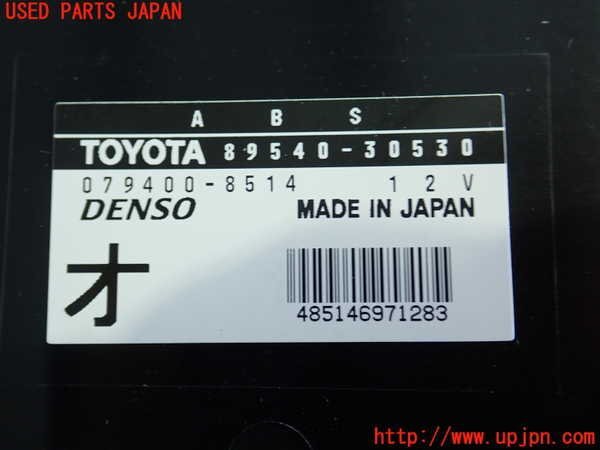 USED PARTS JAPAN
A B S
TOYOTA 89540-30530
079400-8514 12V
DENSO MADE IN JAPAN
オ
485146971283
http://www.upjpn.com/